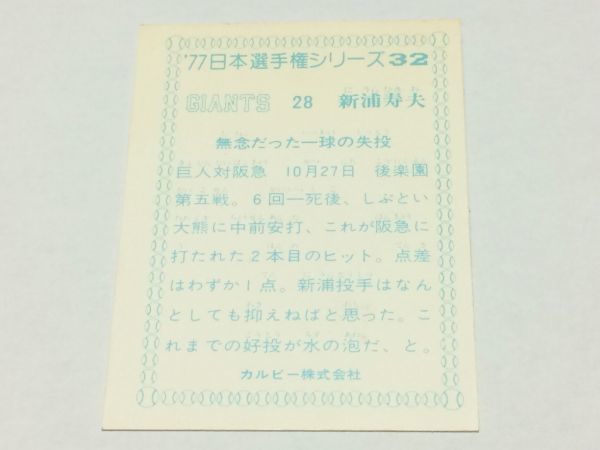 '77日本選手権シリーズ32
GIANTS 28 新浦寿夫
無念だった一球の失投
巨人対阪急 10月27日 後楽園
第五戦。6回一死後、しぶとい
大熊に中前安打、これが阪急に
打たれた2本目のヒット。点差
はわずか1点。新浦投手はなん
としても抑えねばと思った。こ
れまでの好投が水の泡だ、と。
カルビー株式会社